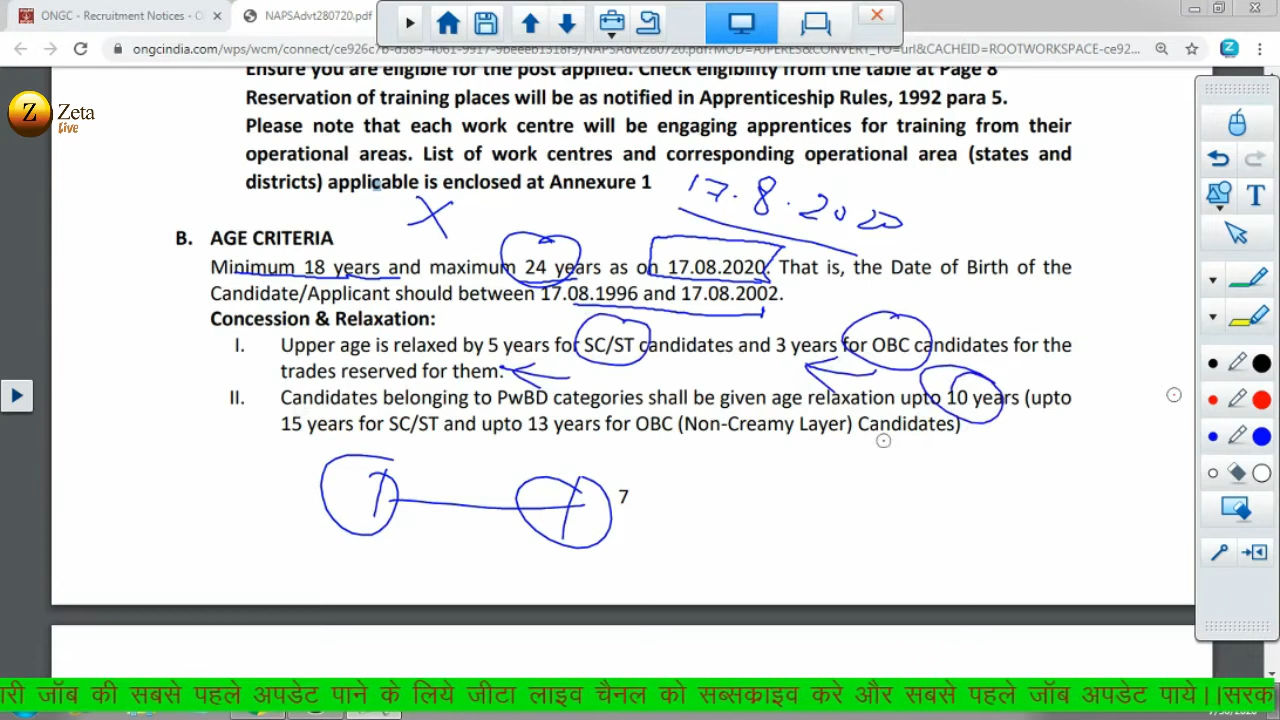 ONGC - Recruitment Notices - O
NAPSAdvt280720.pdf
Ensure you are eligible for the post applied. Check eligibility from the table at Page 8
Reservation of training places will be as notified in Apprenticeship Rules, 1992 para 5.
Please note that each work centre will be engaging apprentices for training from their
operational areas. List of work centres and corresponding operational area (states and
districts) applicable is enclosed at Annexure 1
Z Zeta
Live
17.8.2020
B. AGE CRITERIA
Minimum 18 years and maximum 24 years as on 17.08.2020. That is, the Date of Birth of the
Candidate/Applicant should between 17.08.1996 and 17.08.2002.
Concession & Relaxation:
I. Upper age is relaxed by 5 years for SC/ST candidates and 3 years for OBC candidates for the
trades reserved for them.
II. Candidates belonging to PwBD categories shall be given age relaxation upto 10 years (upto
15 years for SC/ST and upto 13 years for OBC (Non-Creamy Layer) Candidates)
7
T
जॉब की सबसे पहले अपडेट पाने के लिये जीटा लाइव चैनल को सब्सक्राइव करे और सबसे पहले जॉब अपडेट पाये।।